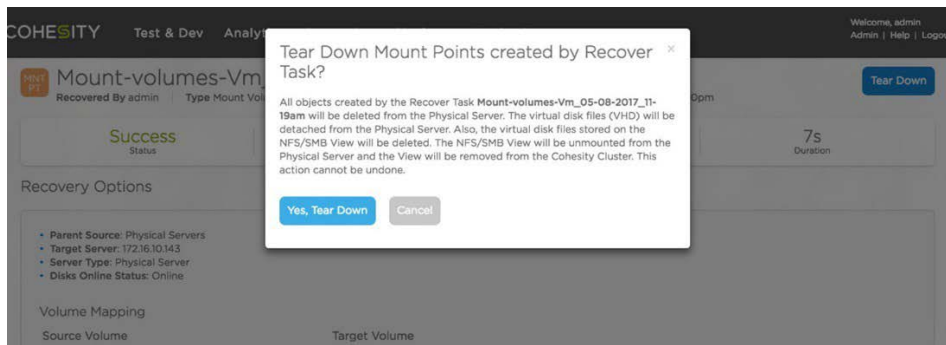 COHESITY Test & Dev Analyt
Welcome, admin
Admin | Help | Logou
MNT
PT
Mount-volumes-Vm_
Recovered By admin Type Mount Vol
0pm
Tear Down
Success
Status
7s
Duration
Tear Down Mount Points created by Recover
Task?
×
All objects created by the Recover Task Mount-volumes-Vm_05-08-2017_11-
19am will be deleted from the Physical Server. The virtual disk files (VHD) will be
detached from the Physical Server. Also, the virtual disk files stored on the
NFS/SMB View will be deleted. The NFS/SMB View will be unmounted from the
Physical Server and the View will be removed from the Cohesity Cluster. This
action cannot be undone.
Yes, Tear Down Cancel
Recovery Options
• Parent Source: Physical Servers
• Target Server: 172.16.10.143
• Server Type: Physical Server
• Disks Online Status: Online
Volume Mapping
Source Volume Target Volume